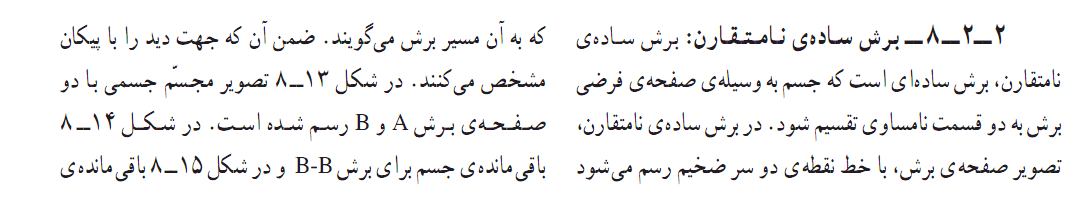 ۲ــ۲ــ۸ــ برش ساده‌ی نامتقارن: برش ساده‌ی
نامتقارن، برش ساده‌ای است که جسم به وسیله‌ی صفحه‌ی فرضی
برش به دو قسمت نامساوی تقسیم شود. در برش ساده‌ی نامتقارن،
تصویر صفحه‌ی برش، با خط نقطه‌ی دو سر ضخیم رسم می‌شود
که به آن مسیر برش می‌گویند. ضمن آن که جهت دید را با پیکان
مشخص می‌کنند. در شکل ۱۳ــ۸ تصویر مجسّم جسمی با دو
صفحه‌ی برش A و B رسم شده است. در شکل ۱۴ــ۸
باقی‌مانده‌ی جسم برای برش B-B و در شکل ۱۵ــ۸ باقی‌مانده‌ی